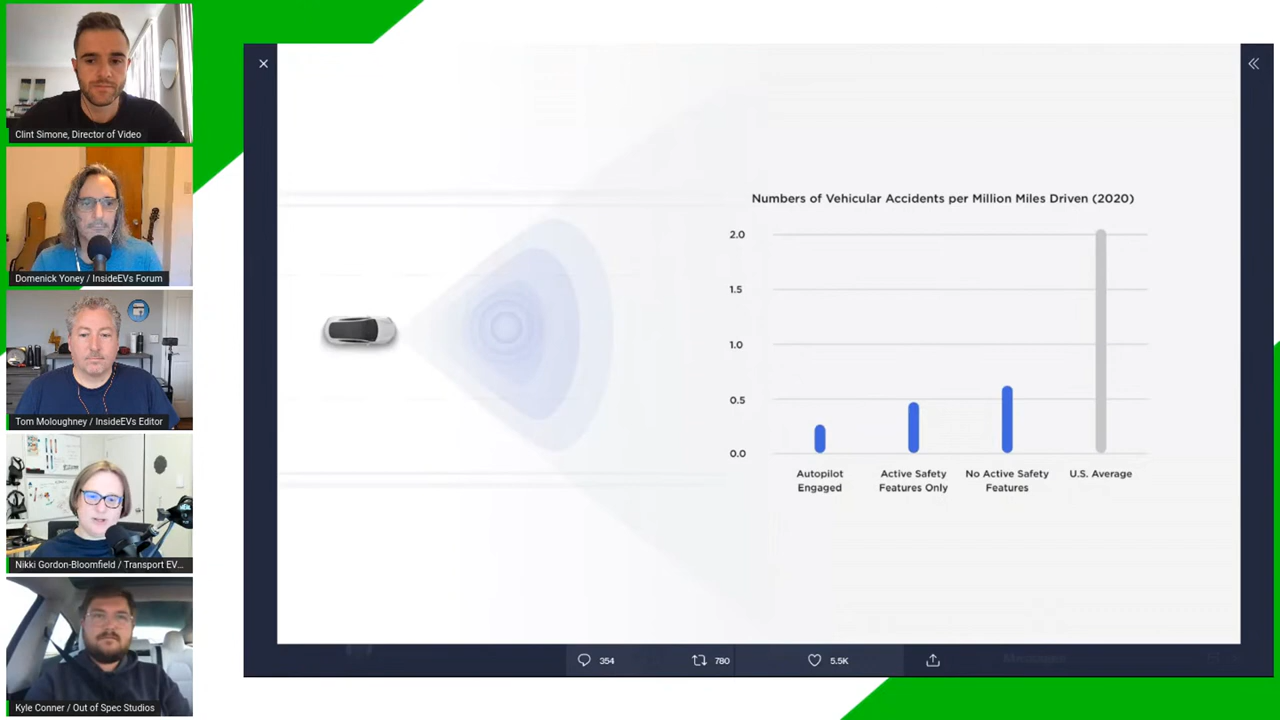 Clint Simone, Director of Video
Domenick Yoney / InsideEVs Forum
Tom Moloughney / InsideEVs Editor
Nikki Gordon-Bloomfield / Transport EV...
Kyle Conner / Out of Spec Studios
Numbers of Vehicular Accidents per Million Miles Driven (2020)
2.0
1.5
1.0
0.5
0.0
Autopilot
Engaged
Active Safety
Features Only
No Active Safety
Features
U.S. Average
354
780
5.5K